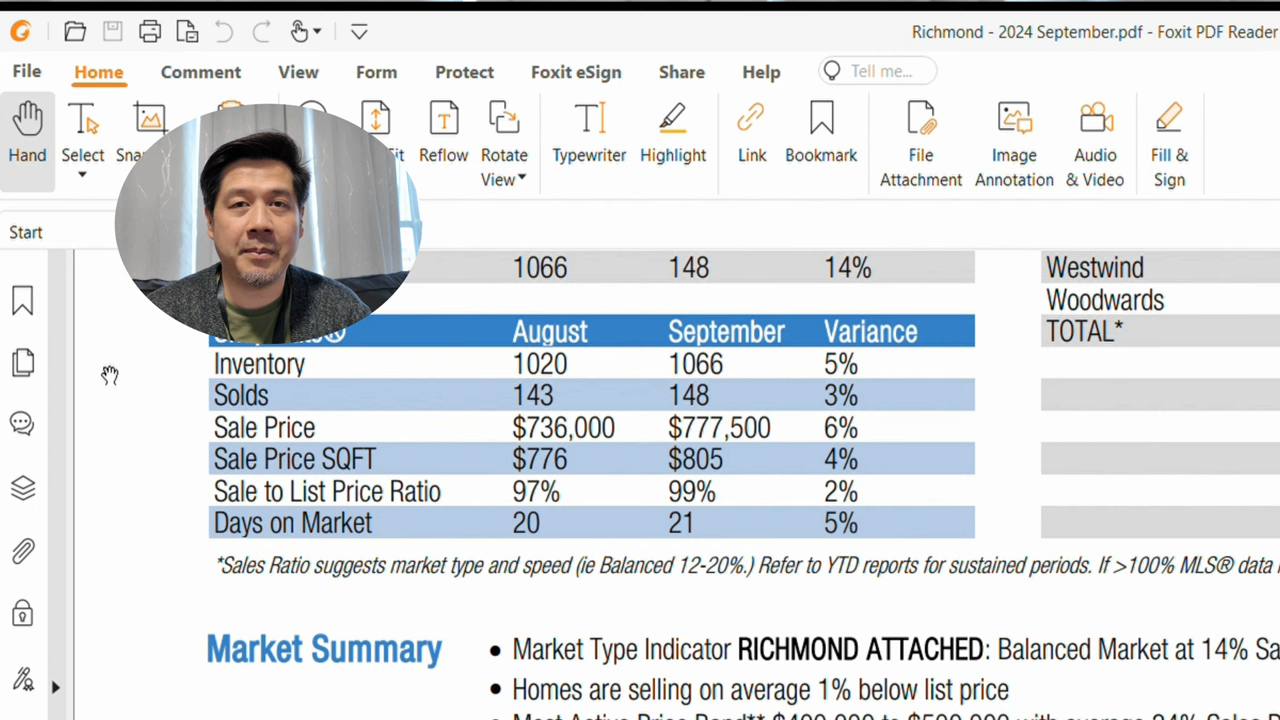 Richmond - 2024 September.pdf - Foxit PDF Reader
File Home Comment View Form Protect Foxit eSign Share Help Tell me...
Hand Select Reflow Rotate View Typewriter Highlight Link Bookmark File Attachment Image Annotation Audio & Video Fill & Sign
Start
1066 148 14% Westwind
Woodwards
August September Variance TOTAL*
Inventory 1020 1066 5%
Solds 143 148 3%
Sale Price $736,000 $777,500 6%
Sale Price SQFT $776 $805 4%
Sale to List Price Ratio 97% 99% 2%
Days on Market 20 21 5%
*Sales Ratio suggests market type and speed (ie Balanced 12-20%.) Refer to YTD reports for sustained periods. If >100% MLS® data
Market Summary • Market Type Indicator RICHMOND ATTACHED: Balanced Market at 14% Sa
• Homes are selling on average 1% below list price